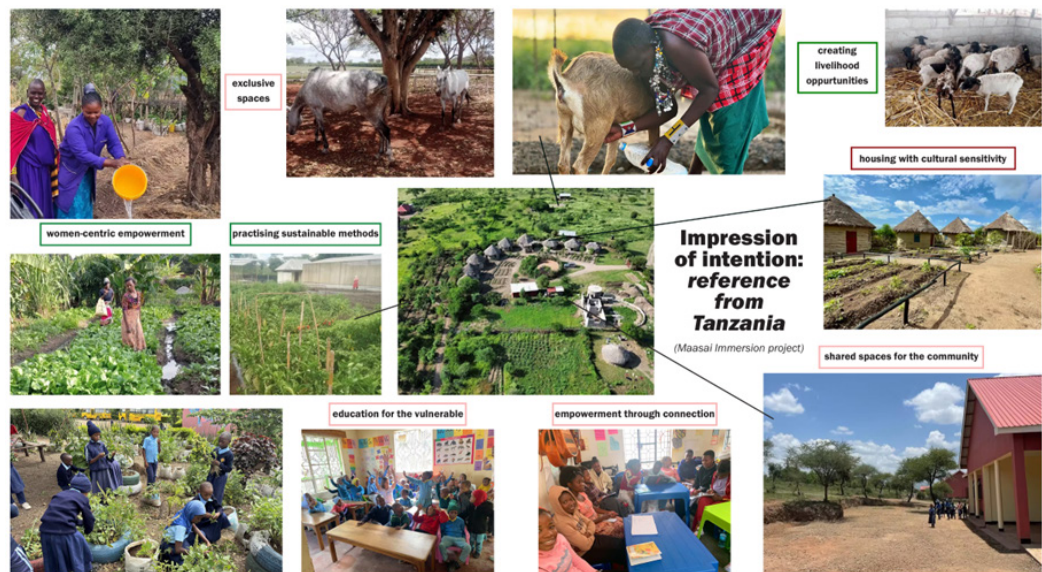 exclusive
spaces
creating
livelihood
oppurtunities
housing with cultural sensitivity
women-centric empowerment
practising sustainable methods
Impression
of intention:
reference
from
Tanzania
(Maasai Immersion project)
shared spaces for the community
education for the vulnerable
empowerment through connection